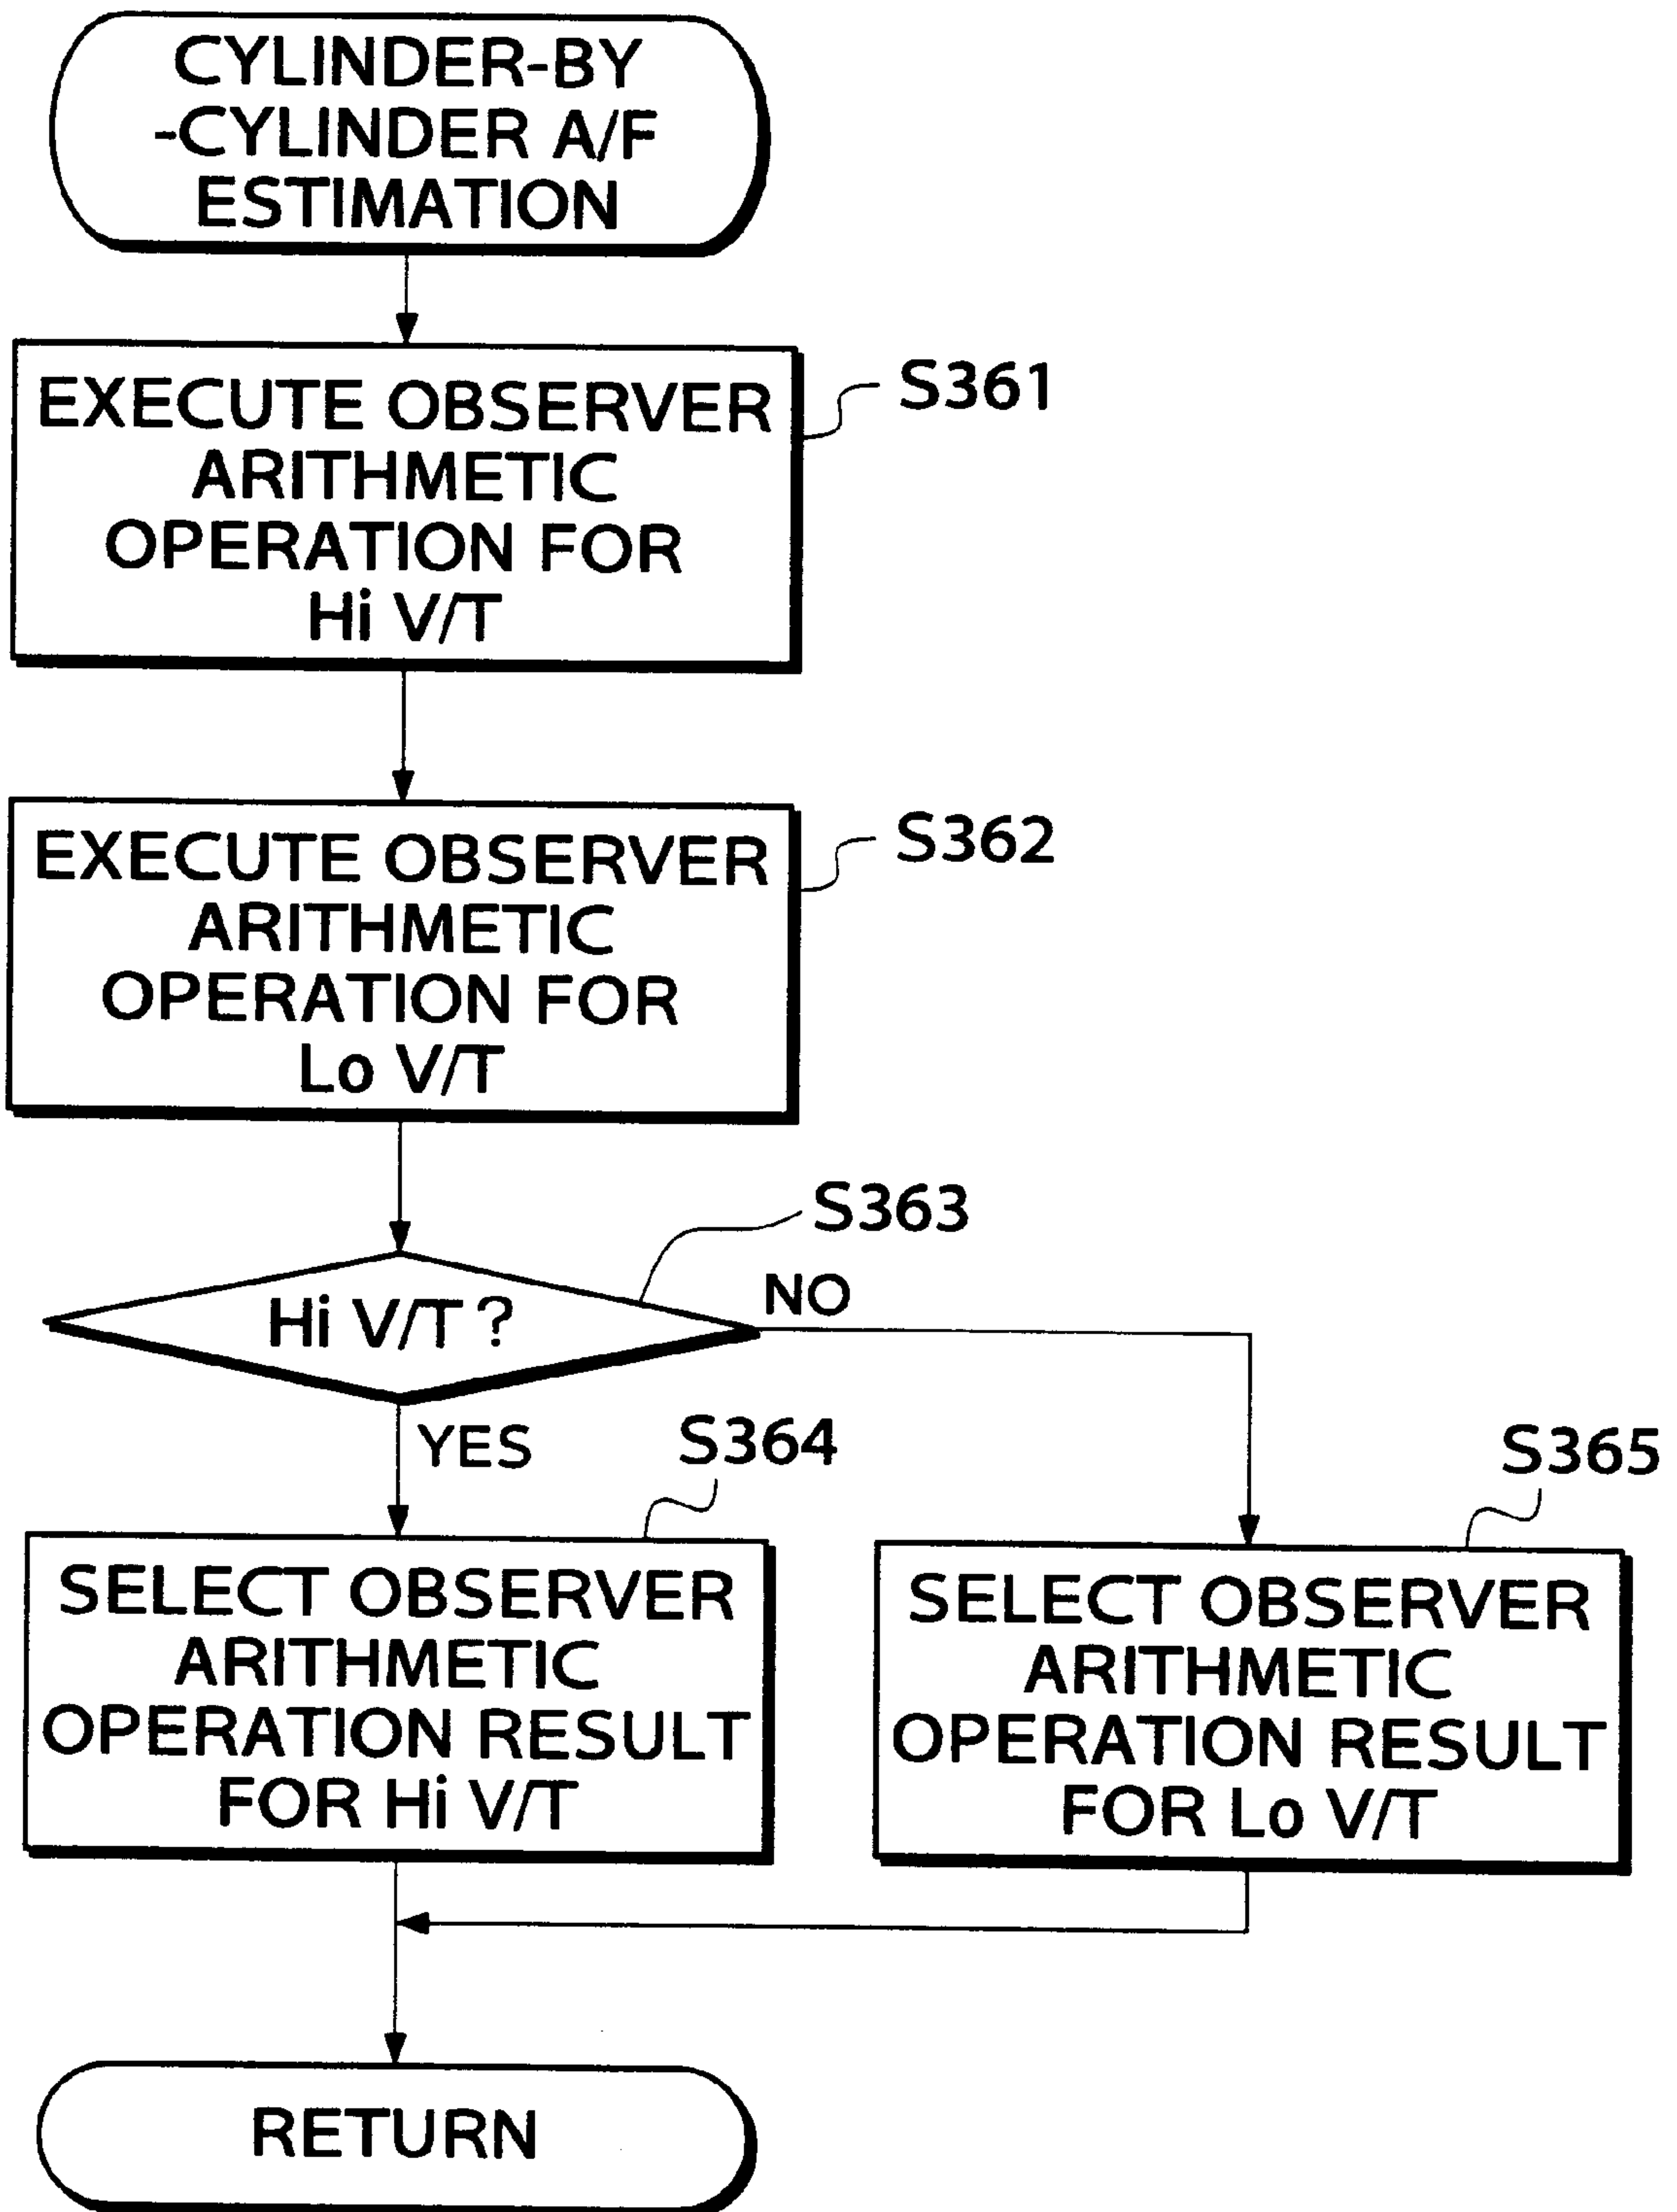 CYLINDER-BY
-CYLINDER A/F
ESTIMATION
EXECUTE OBSERVER
ARITHMETIC
OPERATION FOR
Hi V/T
S361
EXECUTE OBSERVER
ARITHMETIC
OPERATION FOR
Lo V/T
S362
S363
Hi V/T?
NO
YES
S364
SELECT OBSERVER
ARITHMETIC
OPERATION RESULT
FOR Hi V/T
S365
SELECT OBSERVER
ARITHMETIC
OPERATION RESULT
FOR Lo V/T
RETURN